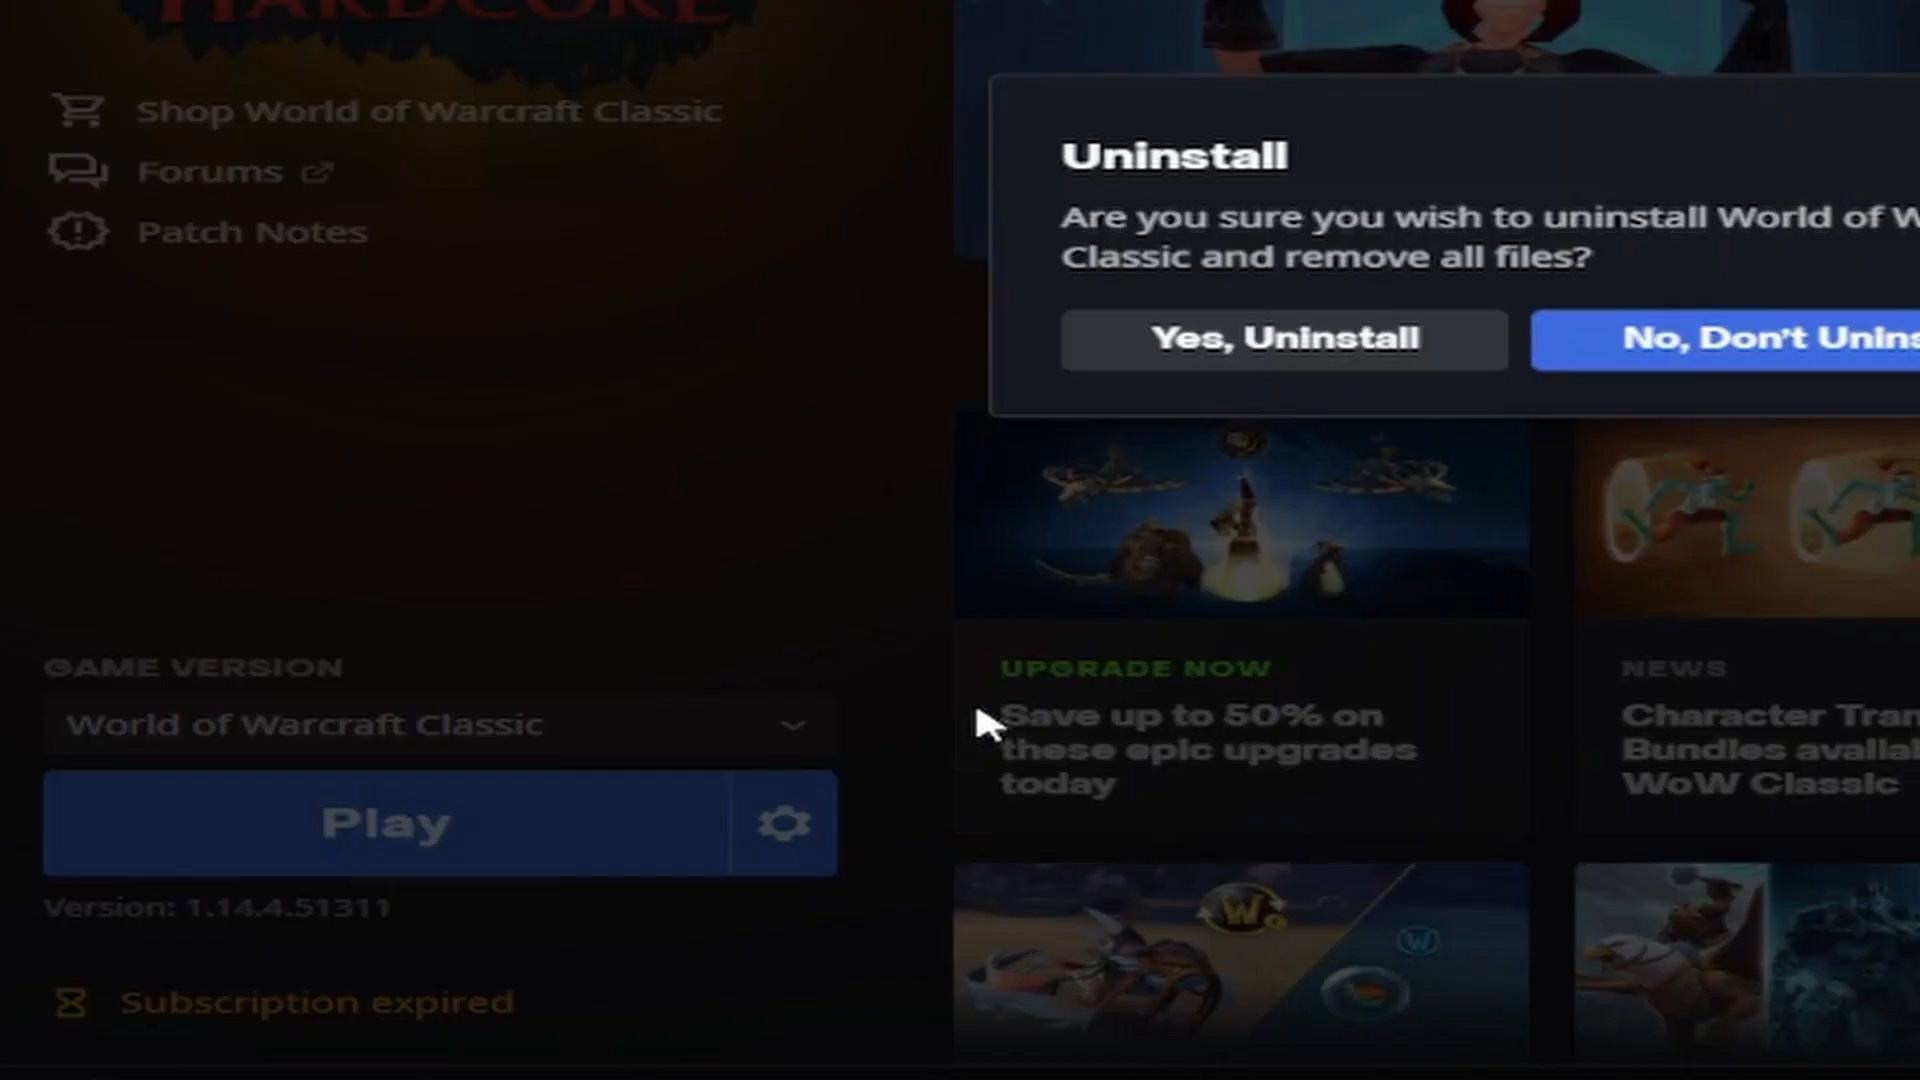 HARDCORE
Shop World of Warcraft Classic
Forums
Patch Notes
Uninstall
Are you sure you wish to uninstall World of W
Classic and remove all files?
Yes, Uninstall
No, Don't Unins
GAME VERSION
World of Warcraft Classic
Play
Version: 1.14.4.51311
Subscription expired
UPGRADE NOW
Save up to 50% on
these epic upgrades
today
NEWS
Character Tran
Bundles availab
WoW Classic